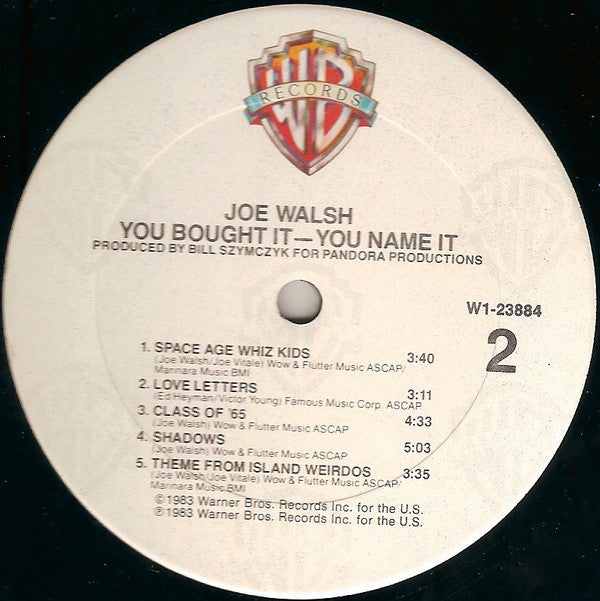 WB
RECORDS
JOE WALSH
YOU BOUGHT IT—YOU NAME IT
PRODUCED BY BILL SZYMCZYK FOR PANDORA PRODUCTIONS
W1-23884
2
1. SPACE AGE WHIZ KIDS 3:40
(Joe Walsh/Joe Vitale) Wow & Flutter Music ASCAP/
Marinara Music BMI
2. LOVE LETTERS 3:11
(Ed Heyman/Victor Young) Famous Music Corp. ASCAP
3. CLASS OF '65 4:33
(Joe Walsh) Wow & Flutter Music ASCAP
4. SHADOWS 5:03
(Joe Walsh) Wow & Flutter Music ASCAP
5. THEME FROM ISLAND WEIRDOS 3:35
(Joe Walsh/Joe Vitale) Wow & Flutter Music ASCAP/
Marinara Music BMI
©1983 Warner Bros. Records Inc. for the U.S.
℗1983 Warner Bros. Records Inc. for the U.S.